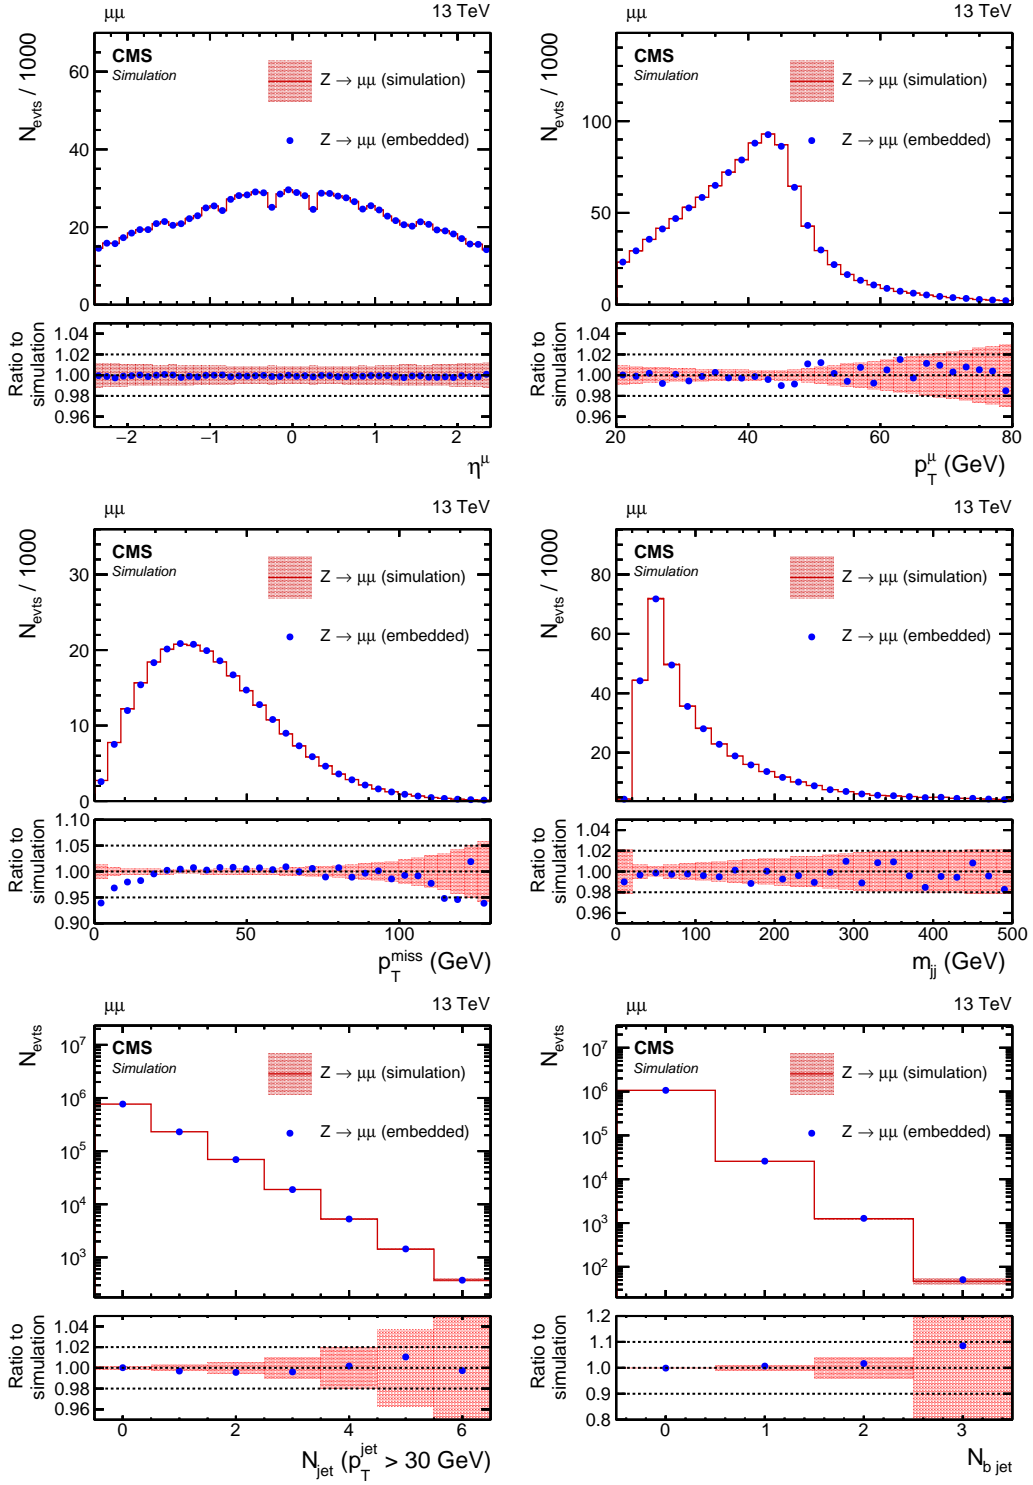 μμ 13 TeV
CMS
Simulation
Z → μμ (simulation)
Z → μμ (embedded)
N_evts / 1000
60
40
20
0
Ratio to simulation
1.04
1.02
1.00
0.98
0.96
−2 −1 0 1 2
η^μ
μμ 13 TeV
CMS
Simulation
Z → μμ (simulation)
Z → μμ (embedded)
N_evts / 1000
100
50
0
Ratio to simulation
1.04
1.02
1.00
0.98
0.96
20 40 60 80
p_T^μ (GeV)
μμ 13 TeV
CMS
Simulation
Z → μμ (simulation)
Z → μμ (embedded)
N_evts / 1000
30
20
10
0
Ratio to simulation
1.10
1.05
1.00
0.95
0.90
0 50 100
p_T^miss (GeV)
μμ 13 TeV
CMS
Simulation
Z → μμ (simulation)
Z → μμ (embedded)
N_evts / 1000
80
60
40
20
Ratio to simulation
1.04
1.02
1.00
0.98
0.96
0 100 200 300 400 500
m_jj (GeV)
μμ 13 TeV
CMS
Simulation
Z → μμ (simulation)
Z → μμ (embedded)
N_evts
10^7
10^6
10^5
10^4
10^3
Ratio to simulation
1.04
1.02
1.00
0.98
0.96
0 2 4 6
N_jet (p_T^jet > 30 GeV)
μμ 13 TeV
CMS
Simulation
Z → μμ (simulation)
Z → μμ (embedded)
N_evts
10^7
10^6
10^5
10^4
10^3
10^2
Ratio to simulation
1.2
1.1
1.0
0.9
0.8
0 1 2 3
N_b jet